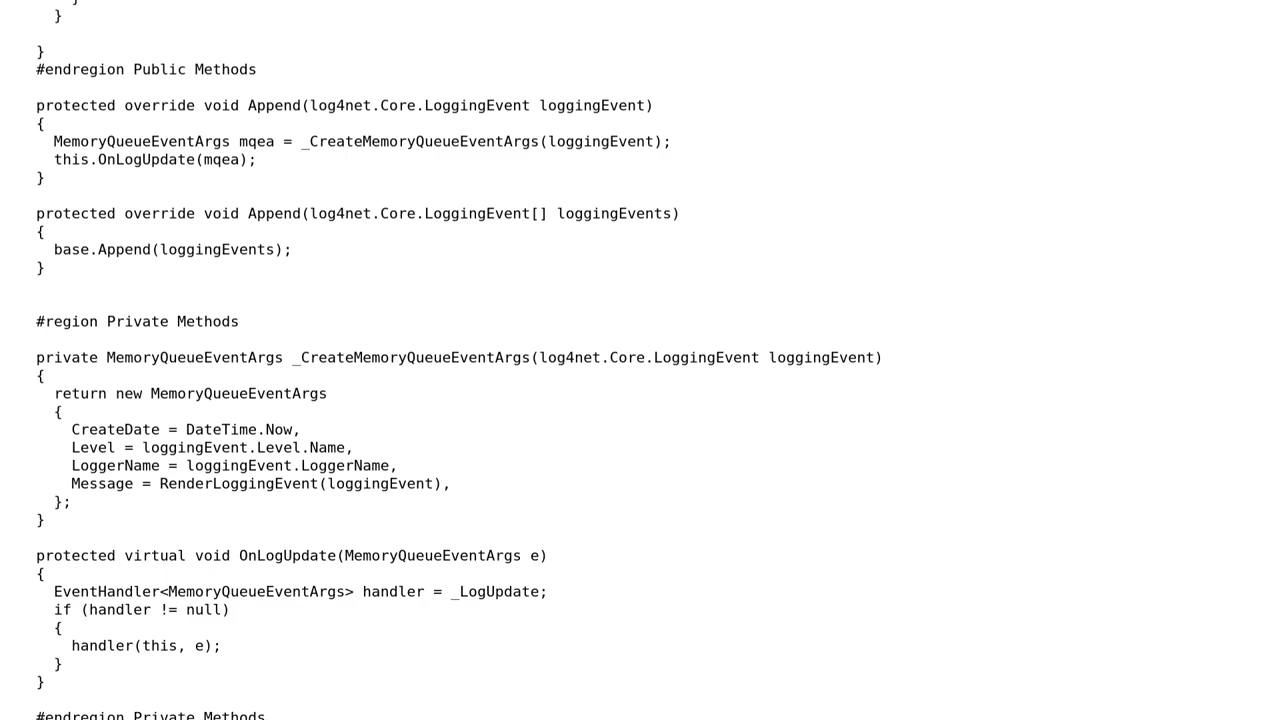 }
}
#endregion Public Methods
protected override void Append(log4net.Core.LoggingEvent loggingEvent)
{
MemoryQueueEventArgs mqea = _CreateMemoryQueueEventArgs(loggingEvent);
this.OnLogUpdate(mqea);
}
protected override void Append(log4net.Core.LoggingEvent[] loggingEvents)
{
base.Append(loggingEvents);
}
#region Private Methods
private MemoryQueueEventArgs _CreateMemoryQueueEventArgs(log4net.Core.LoggingEvent loggingEvent)
{
return new MemoryQueueEventArgs
{
CreateDate = DateTime.Now,
Level = loggingEvent.Level.Name,
LoggerName = loggingEvent.LoggerName,
Message = RenderLoggingEvent(loggingEvent),
};
}
protected virtual void OnLogUpdate(MemoryQueueEventArgs e)
{
EventHandler<MemoryQueueEventArgs> handler = _LogUpdate;
if (handler != null)
{
handler(this, e);
}
}
#endregion Private Methods